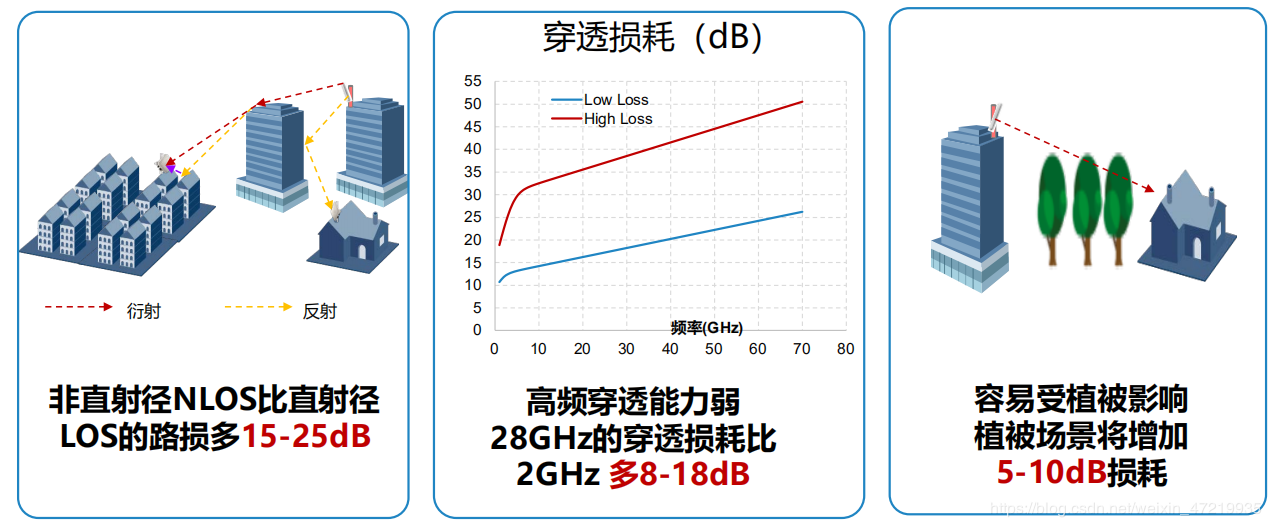 衍射
反射
非直射径NLOS比直射径
LOS的路损多15-25dB
穿透损耗（dB）
55
50
45
40
35
30
25
20
15
10
5
0
Low Loss
High Loss
频率(GHz)
0 10 20 30 40 50 60 70 80
高频穿透能力弱
28GHz的穿透损耗比
2GHz 多8-18dB
容易受植被影响
植被场景将增加
5-10dB损耗
https://blog.csdn.net/weixin_47219935